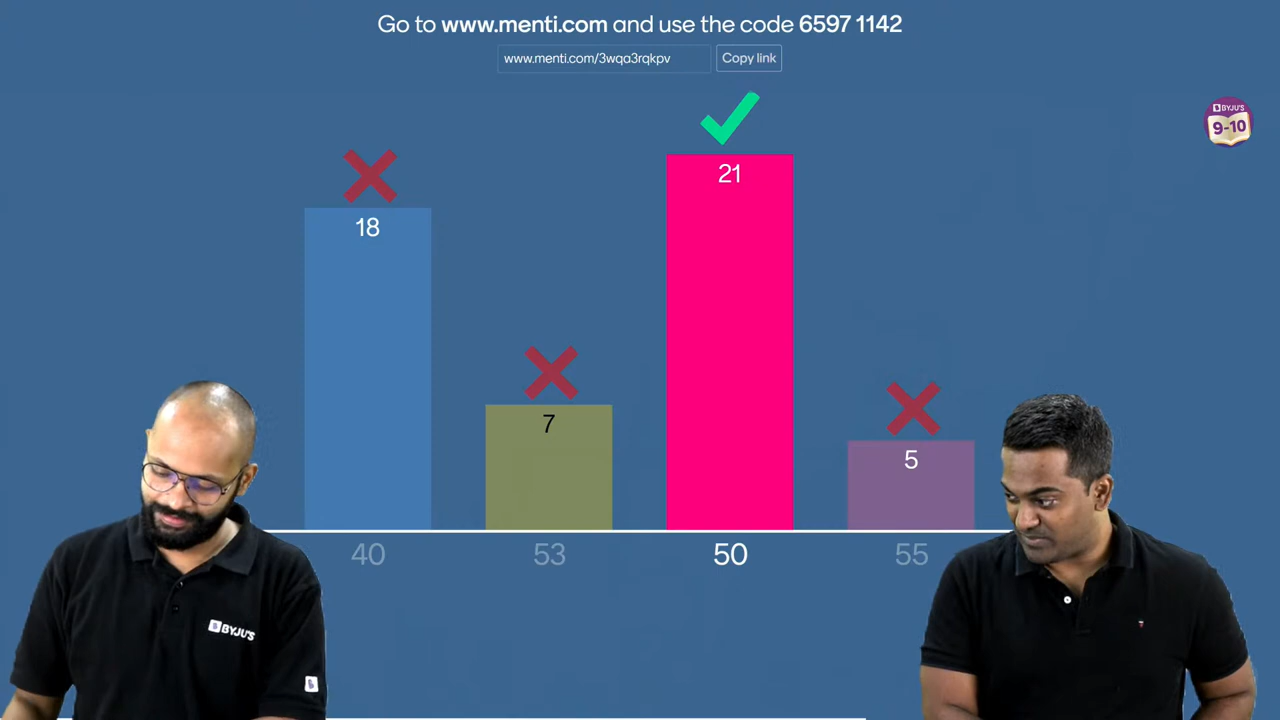 Go to www.menti.com and use the code 6597 1142
www.menti.com/3wqa3rqkpv
Copy link
BYJU'S
9-10
21
18
7
5
40
53
50
55
BYJU'S